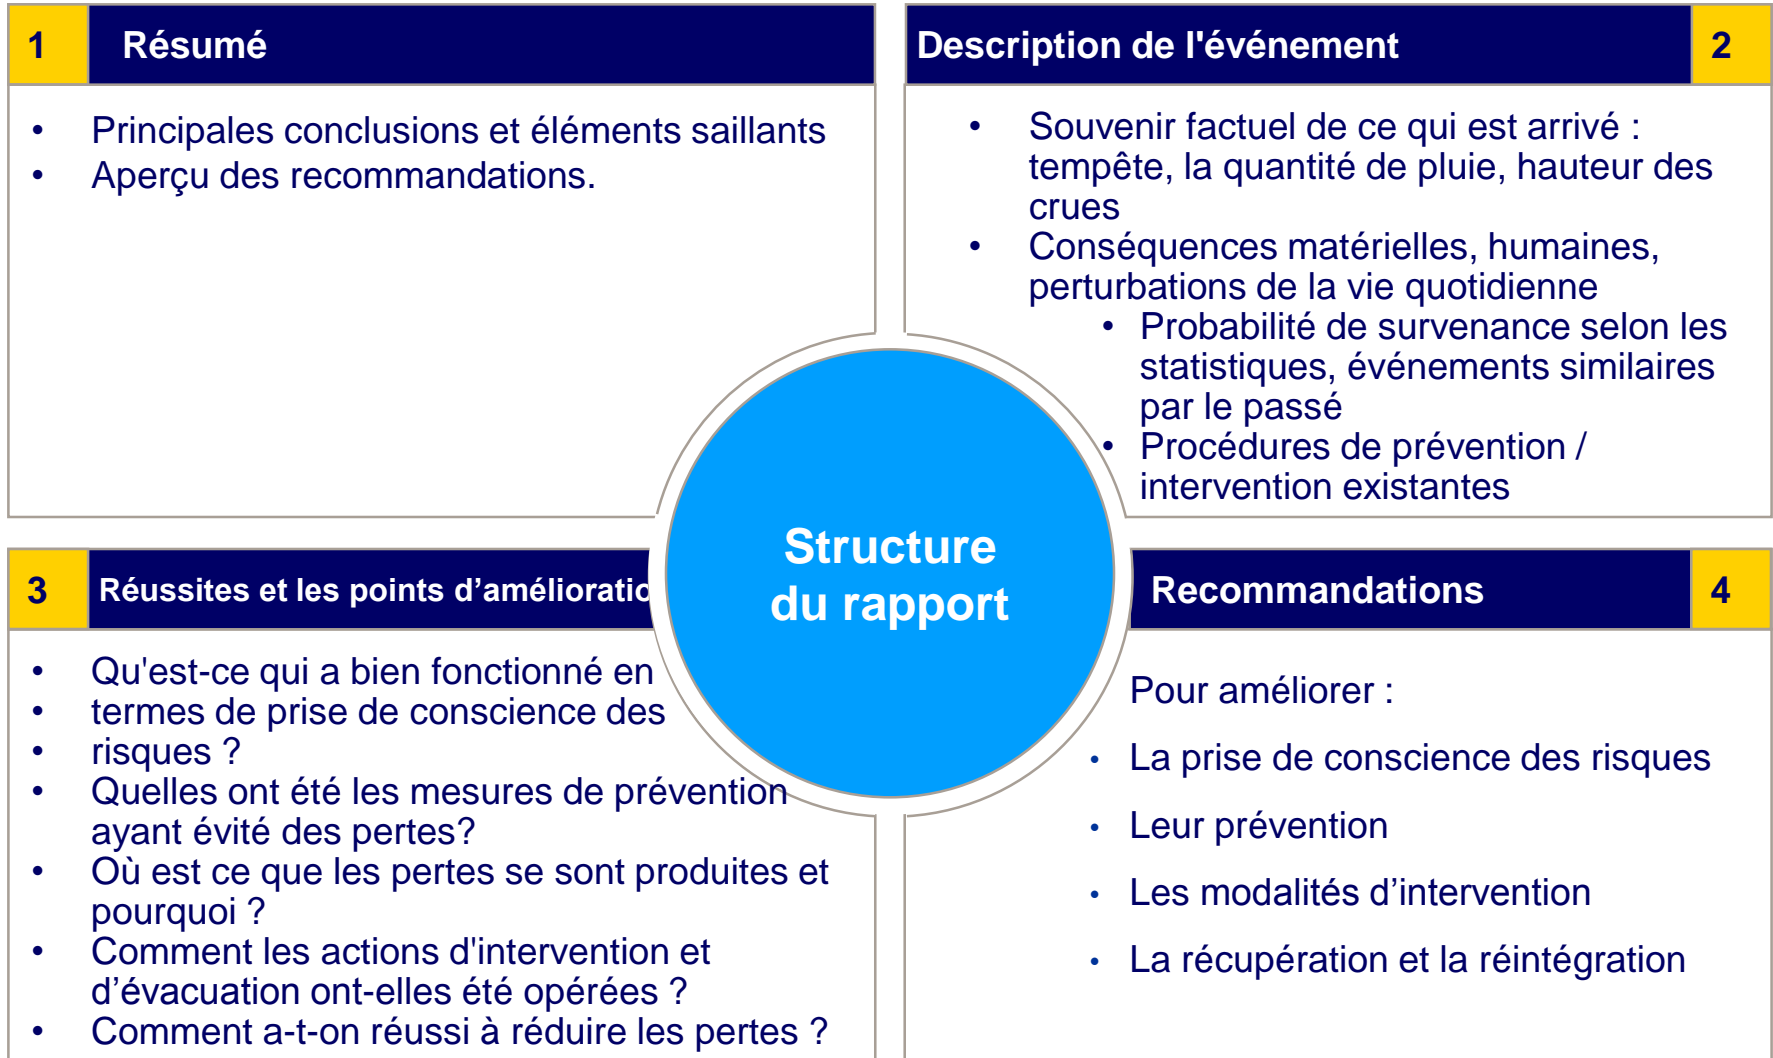 1 Résumé
• Principales conclusions et éléments saillants
• Aperçu des recommandations.
Description de l'événement 2
• Souvenir factuel de ce qui est arrivé :
tempête, la quantité de pluie, hauteur des
crues
• Conséquences matérielles, humaines,
perturbations de la vie quotidienne
• Probabilité de survenance selon les
statistiques, événements similaires
par le passé
• Procédures de prévention /
intervention existantes
Structure
du rapport
3 Réussites et les points d’amélioratio
• Qu'est-ce qui a bien fonctionné en
• termes de prise de conscience des
• risques ?
• Quelles ont été les mesures de prévention
ayant évité des pertes?
• Où est ce que les pertes se sont produites et
pourquoi ?
• Comment les actions d'intervention et
d’évacuation ont-elles été opérées ?
• Comment a-t-on réussi à réduire les pertes ?
Recommandations 4
Pour améliorer :
• La prise de conscience des risques
• Leur prévention
• Les modalités d’intervention
• La récupération et la réintégration